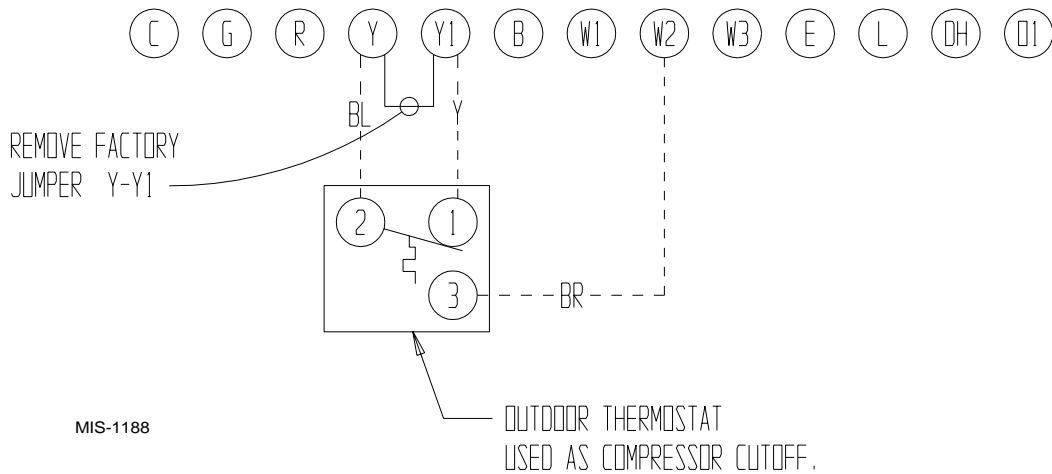 C G R Y Y1 B W1 W2 W3 E L OH O1
BL Y
REMOVE FACTORY
JUMPER Y-Y1
2 1
3 BR
OUTDOOR THERMOSTAT
USED AS COMPRESSOR CUTOFF.
MIS-1188